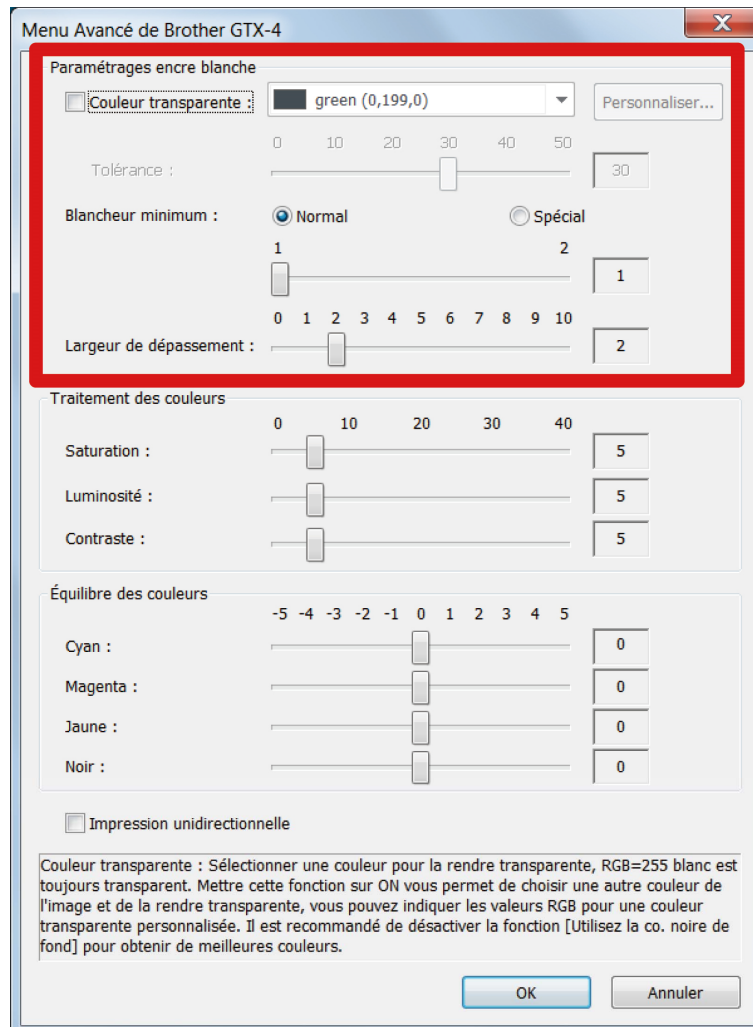 Menu Avancé de Brother GTX-4
X
Paramétrages encre blanche
Couleur transparente : green (0,199,0) Personnaliser...
0 10 20 30 40 50
Tolérance : 30
Blancheur minimum : Normal Spécial
1 2
1
0 1 2 3 4 5 6 7 8 9 10
Largeur de dépassement : 2
Traitement des couleurs
0 10 20 30 40
Saturation : 5
Luminosité : 5
Contraste : 5
Équilibre des couleurs
-5 -4 -3 -2 -1 0 1 2 3 4 5
Cyan : 0
Magenta : 0
Jaune : 0
Noir : 0
Impression unidirectionnelle
Couleur transparente : Sélectionner une couleur pour la rendre transparente, RGB=255 blanc est
toujours transparent. Mettre cette fonction sur ON vous permet de choisir une autre couleur de
l'image et de la rendre transparente, vous pouvez indiquer les valeurs RGB pour une couleur
transparente personnalisée. Il est recommandé de désactiver la fonction [Utilisez la co. noire de
fond] pour obtenir de meilleures couleurs.
OK Annuler